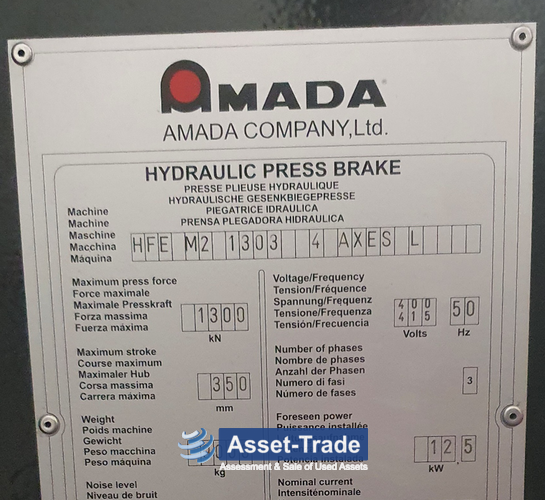 AMADA
AMADA COMPANY,Ltd.
HYDRAULIC PRESS BRAKE
PRESSE PLIEUSE HYDRAULIQUE
HYDRAULISCHE GESENKBIEGEPRESSE
PIEGATRICE IDRAULICA
PRENSA PLEGADORA HIDRAULICA
Machine
Machine
Maschine
Macchina
Máquina
HFE M2 1303 4 AXES L
Maximum press force
Force maximale
Maximale Presskraft
Forza massima
Fuerza máxima
1300
kN
Maximum stroke
Course maximum
Maximaler Hub
Corsa massima
Carrera máxima
350
mm
Weight
Poids machine
Gewicht
Peso macchina
Peso máquina
kg
Noise level
Niveau de bruit
Voltage/Frequency
Tension/Fréquence
Spannung/Frequenz
Tensione/Frequenza
Tensión/Frecuencia
400
415
Volts
50
Hz
Number of phases
Nombre de phases
Anzahl der Phasen
Numero di fasi
Número de fases
3
Foreseen power
Puissance installée
125
kW
Nominal current
Intensiténominale
Asset-Trade
Assessment & Sale of Used Assets